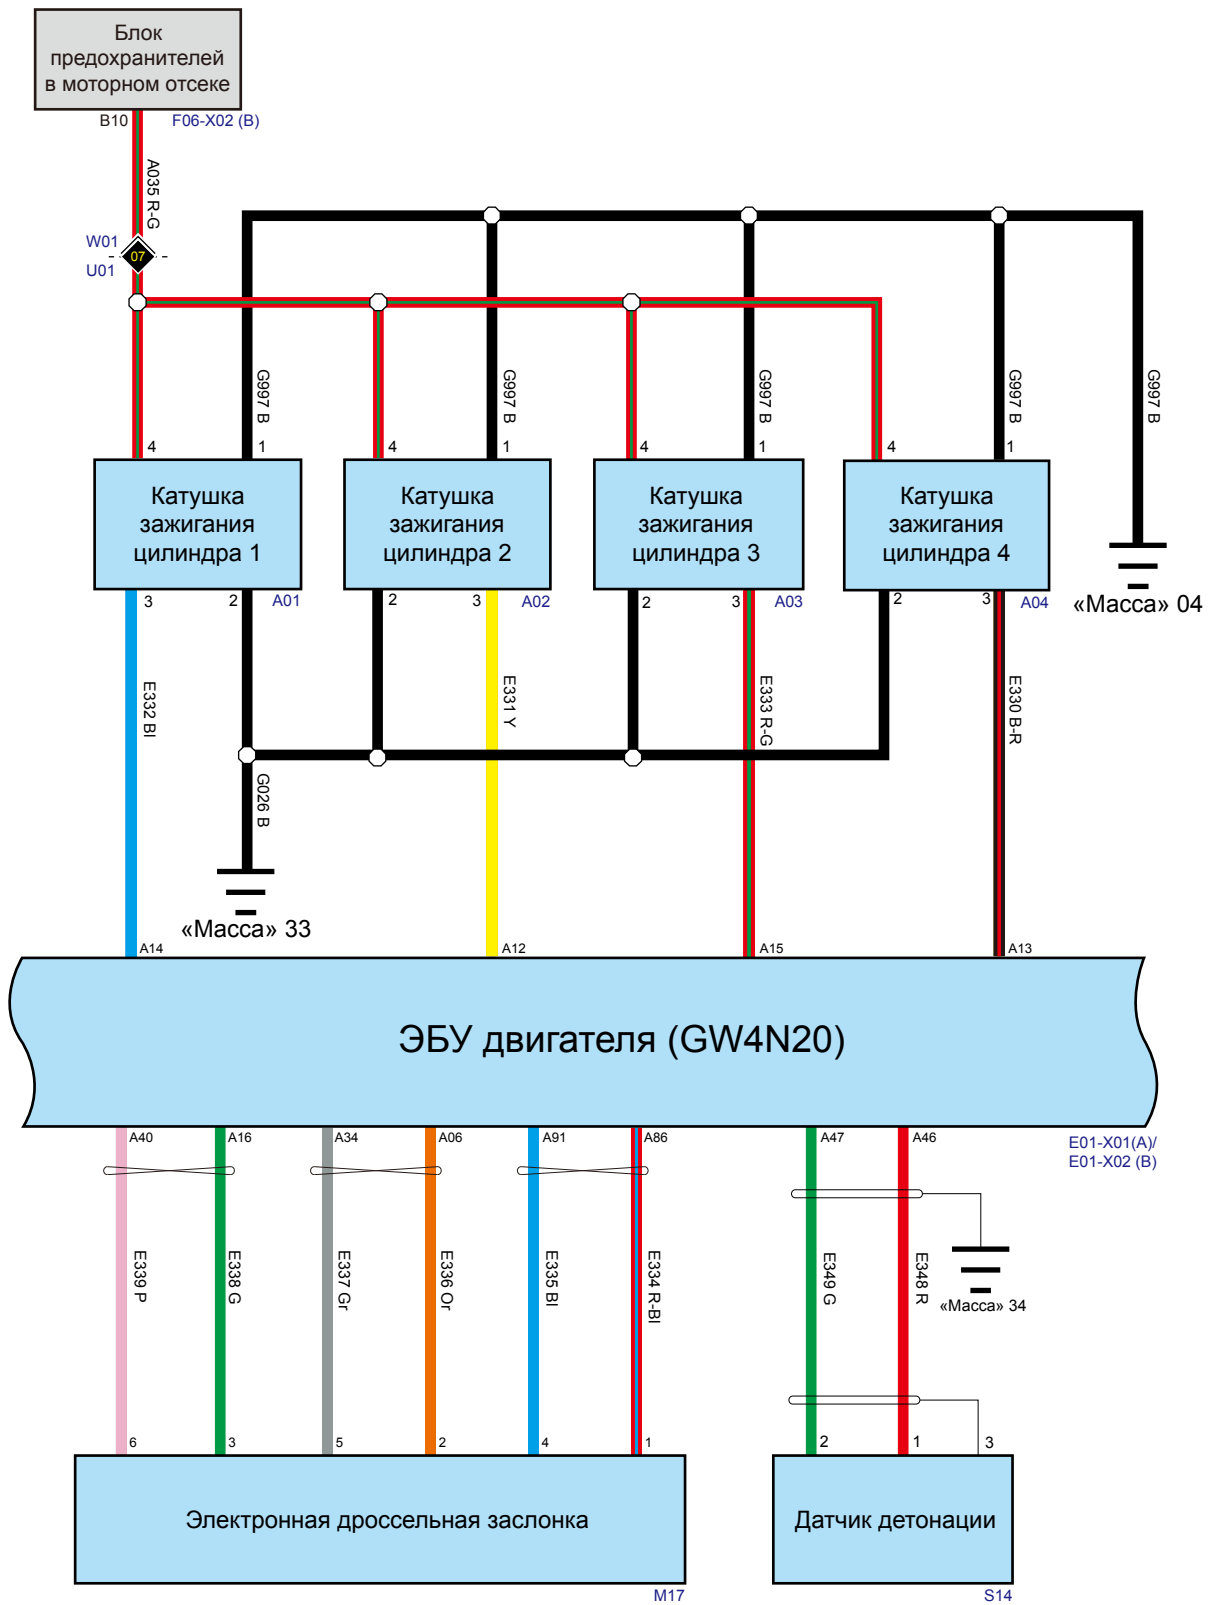 Блок
предохранителей
в моторном отсеке
B10
F06-X02 (B)
A035 R-G
W01
07
U01
G997 B
G997 B
G997 B
G997 B
G997 B
4
1
4
1
4
1
4
1
Катушка
зажигания
цилиндра 1
Катушка
зажигания
цилиндра 2
Катушка
зажигания
цилиндра 3
Катушка
зажигания
цилиндра 4
3
2
A01
2
3
A02
2
3
A03
2
3
A04
«Масса» 04
E332 Bl
E331 Y
E333 R-G
E330 B-R
G026 B
«Масса» 33
A14
A12
A15
A13
ЭБУ двигателя (GW4N20)
A40
A16
A34
A06
A91
A86
A47
A46
E01-X01(A)/
E01-X02 (B)
E339 P
E338 G
E337 Gr
E336 Or
E335 Bl
E334 R-Bl
E349 G
E348 R
«Масса» 34
6
3
5
2
4
1
2
1
3
Электронная дроссельная заслонка
Датчик детонации
M17
S14